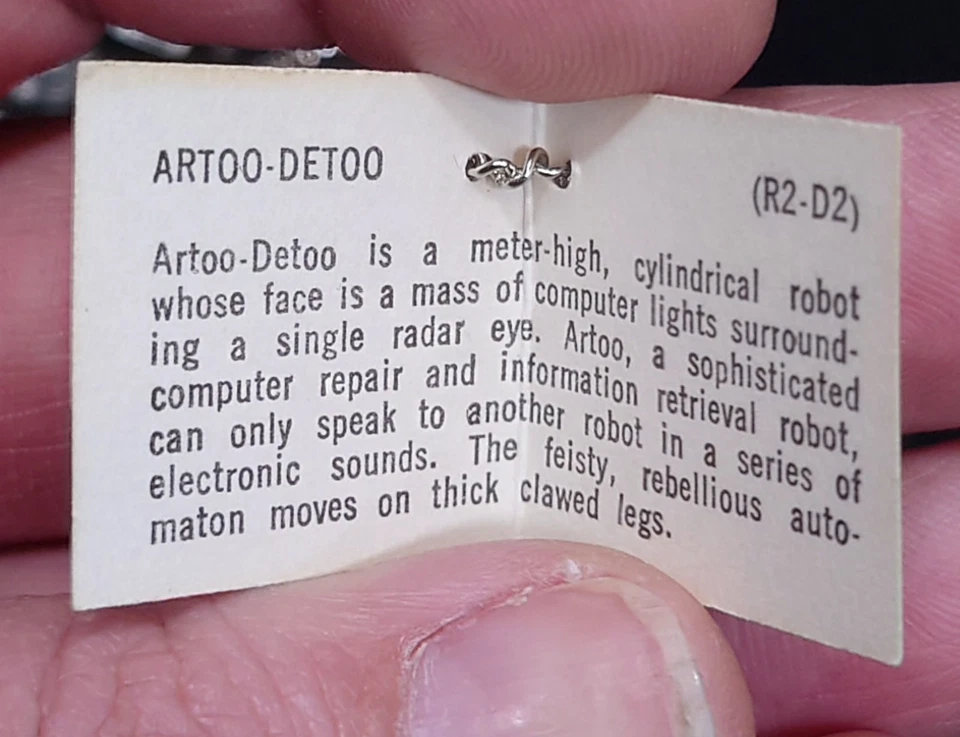 ARTOO-DETOO (R2-D2)
Artoo-Detoo is a meter-high, cylindrical robot
whose face is a mass of computer lights surround-
ing a single radar eye. Artoo, a sophisticated
computer repair and information retrieval robot,
can only speak to another robot in a series of
electronic sounds. The feisty, rebellious auto-
maton moves on thick clawed legs.